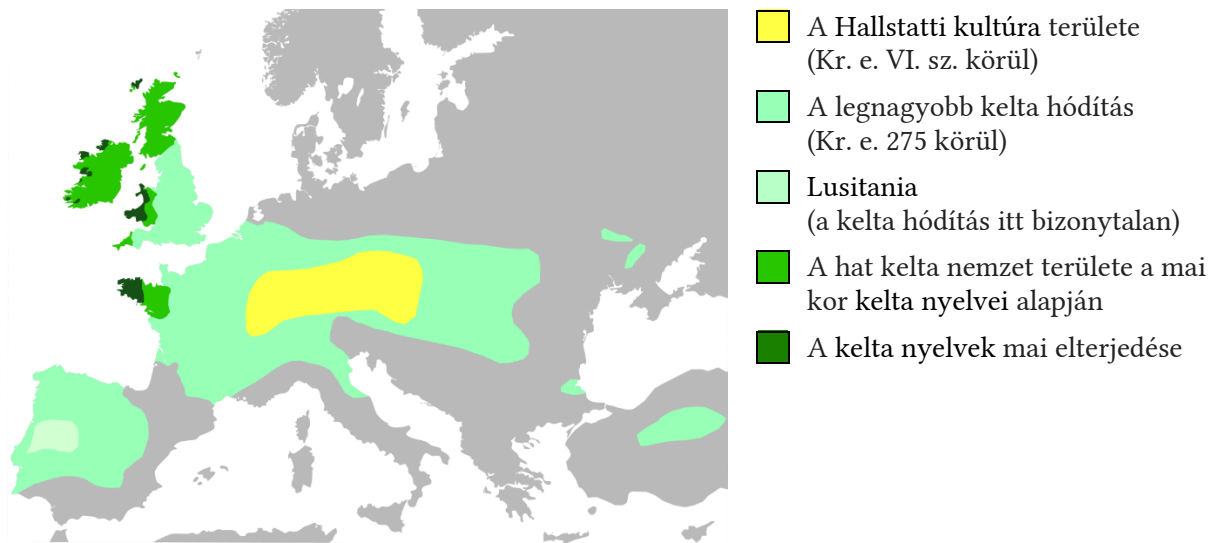 A Hallstatti kultúra területe
(Kr. e. VI. sz. körül)
A legnagyobb kelta hódítás
(Kr. e. 275 körül)
Lusitania
(a kelta hódítás itt bizonytalan)
A hat kelta nemzet területe a mai
kor kelta nyelvei alapján
A kelta nyelvek mai elterjedése